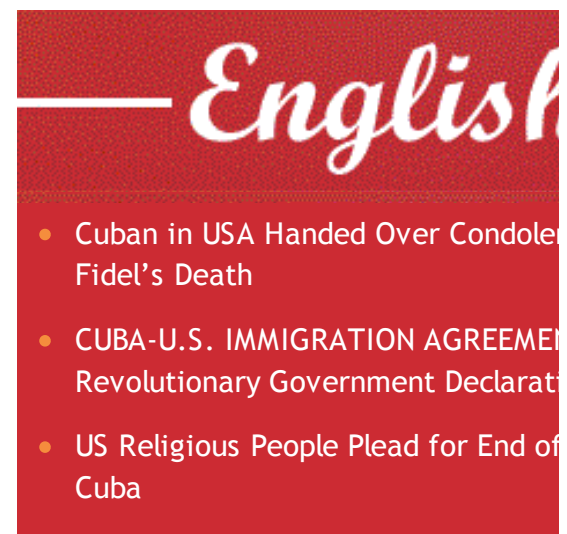 English
Cuban in USA Handed Over
Fidel’s Death
CUBA-U.S. IMMIGRATION
Revolutionary Government
US Religious People Plead for End of
Cuba